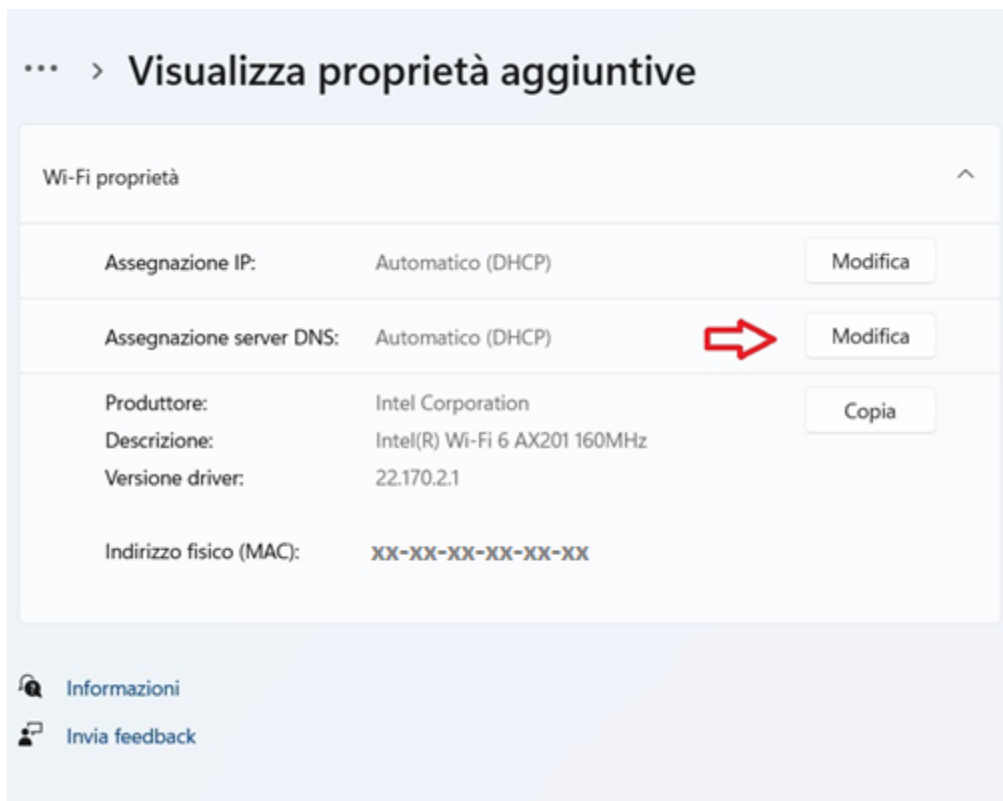 ... > Visualizza proprietà aggiuntive
Wi-Fi proprietà
Assegnazione IP: Automatico (DHCP) Modifica
Assegnazione server DNS: Automatico (DHCP) Modifica
Produttore: Intel Corporation Copia
Descrizione: Intel(R) Wi-Fi 6 AX201 160MHz
Versione driver: 22.170.2.1
Indirizzo fisico (MAC): xx-xx-xx-xx-xx-xx
Informazioni
Invia feedback